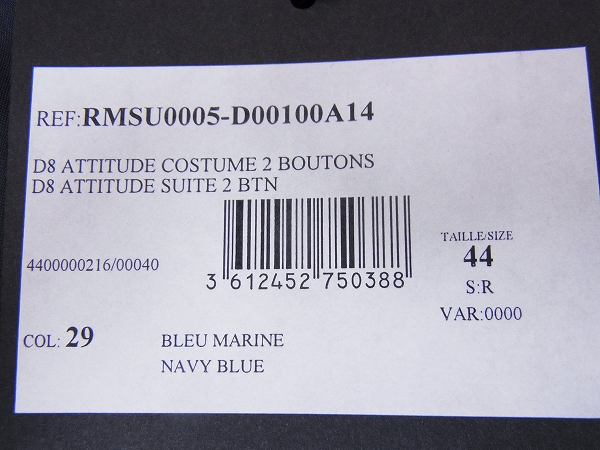 REF:RMSU0005-D00100A14
D8 ATTITUDE COSTUME 2 BOUTONS
D8 ATTITUDE SUITE 2 BTN
4400000216/00040
3 612452 750388
TAILLE/SIZE
44
S:R
VAR:0000
COL: 29 BLEU MARINE
NAVY BLUE